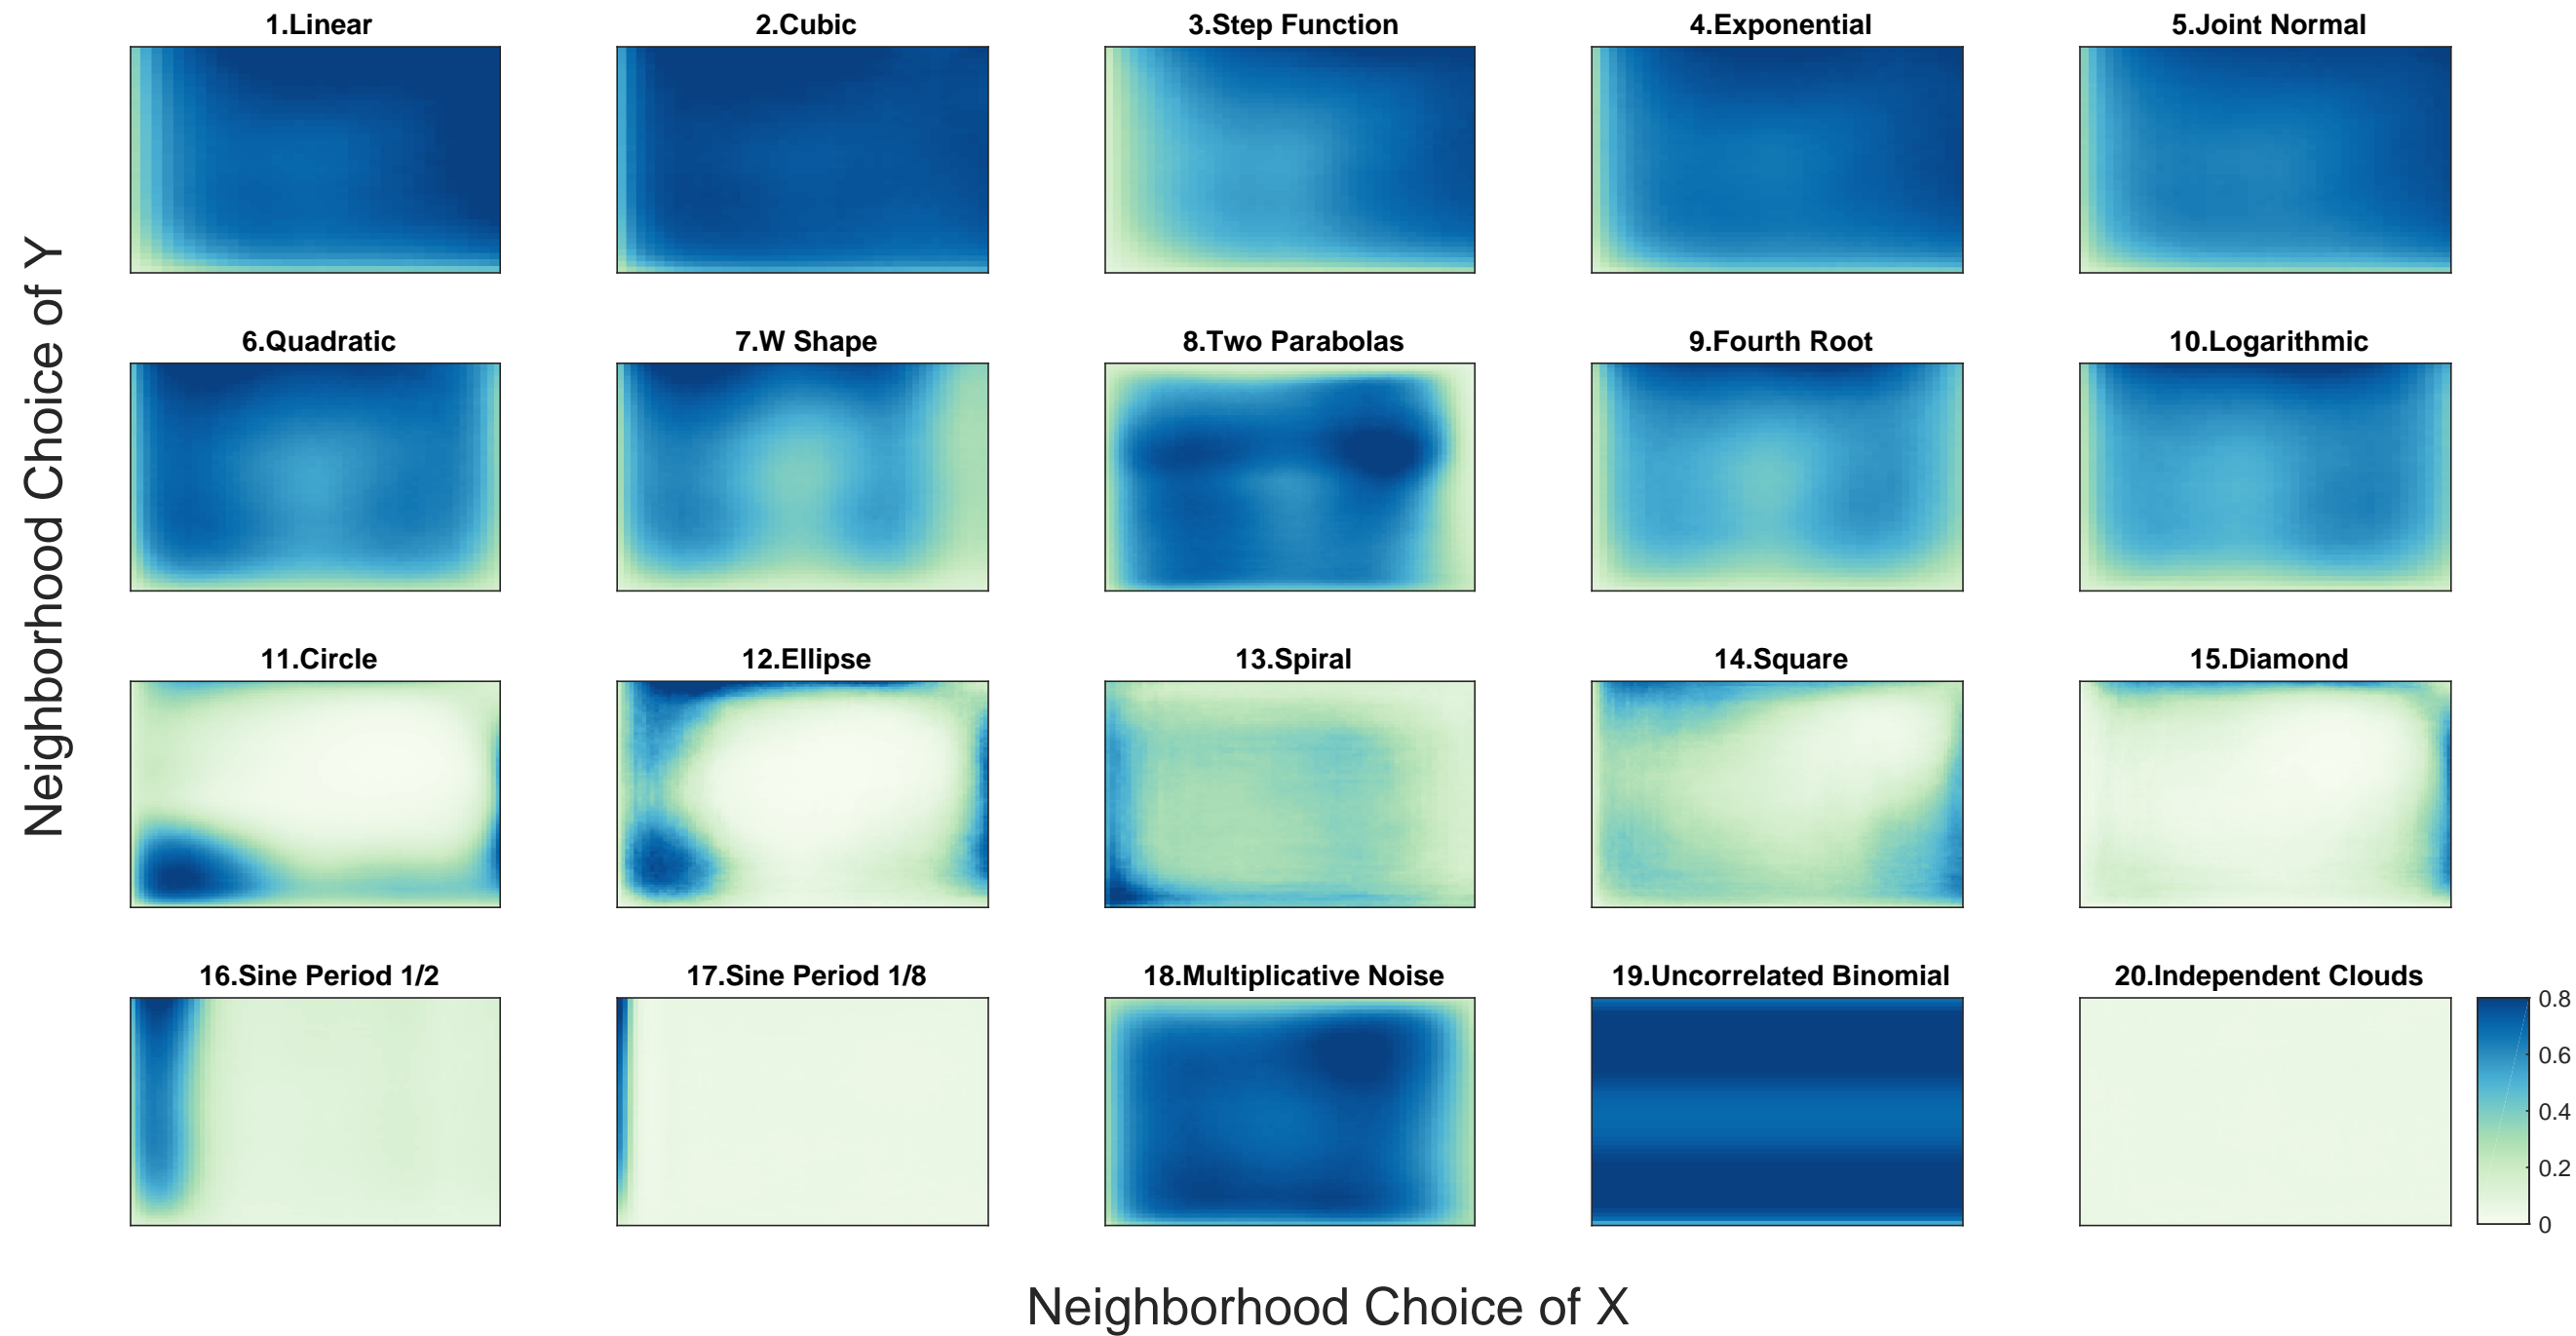 1.Linear
2.Cubic
3.Step Function
4.Exponential
5.Joint Normal
6.Quadratic
7.W Shape
8.Two Parabolas
9.Fourth Root
10.Logarithmic
11.Circle
12.Ellipse
13.Spiral
14.Square
15.Diamond
16.Sine Period 1/2
17.Sine Period 1/8
18.Multiplicative Noise
19.Uncorrelated Binomial
20.Independent Clouds
0.8
0.6
0.4
0.2
0
Neighborhood Choice of Y
Neighborhood Choice of X